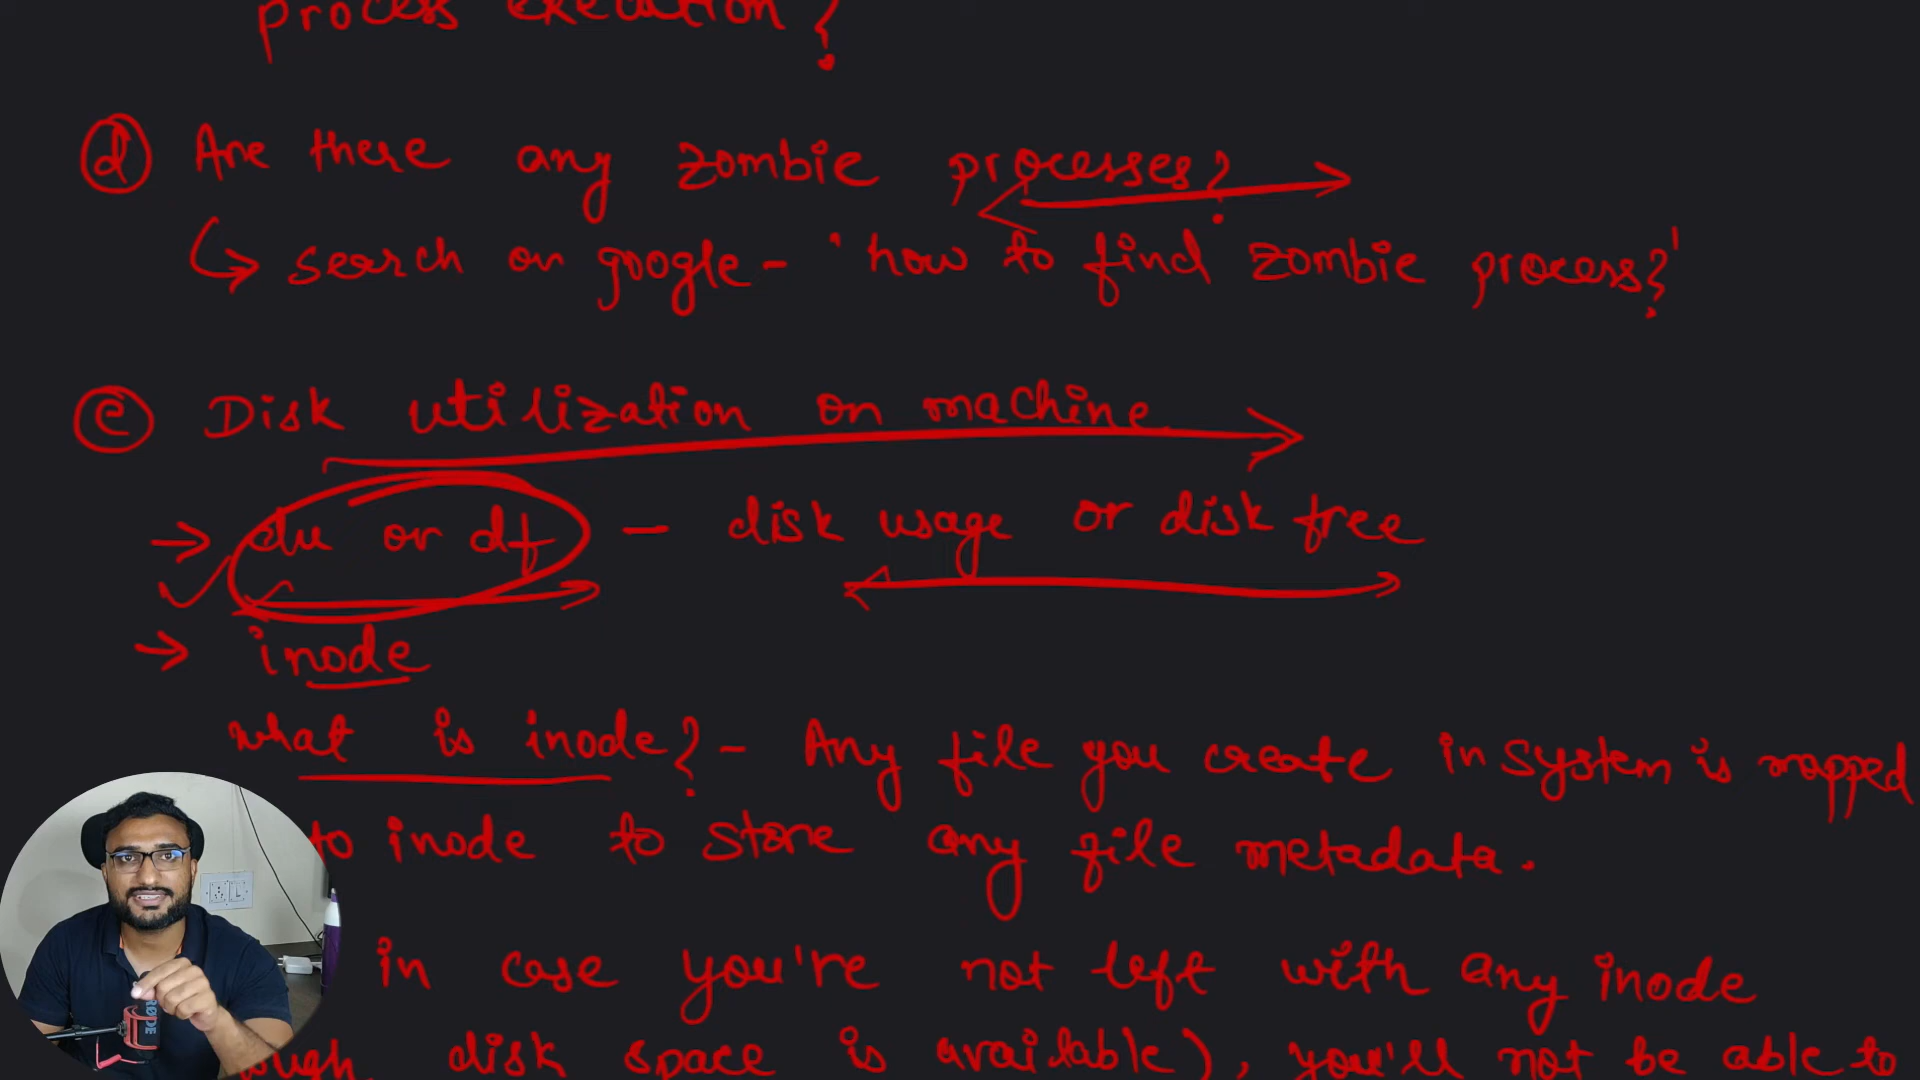 process execution?
d Are there any zombie processes?
↳ search on google - 'how to find zombie process?'
e Disk utilization on machine
→ du or df - disk usage or disk free
→ inode
what is inode? - Any file you create in system is mapped
to inode to store any file metadata.
in case you're not left with any inode
disk space is available), you'll not be able to
RØDE